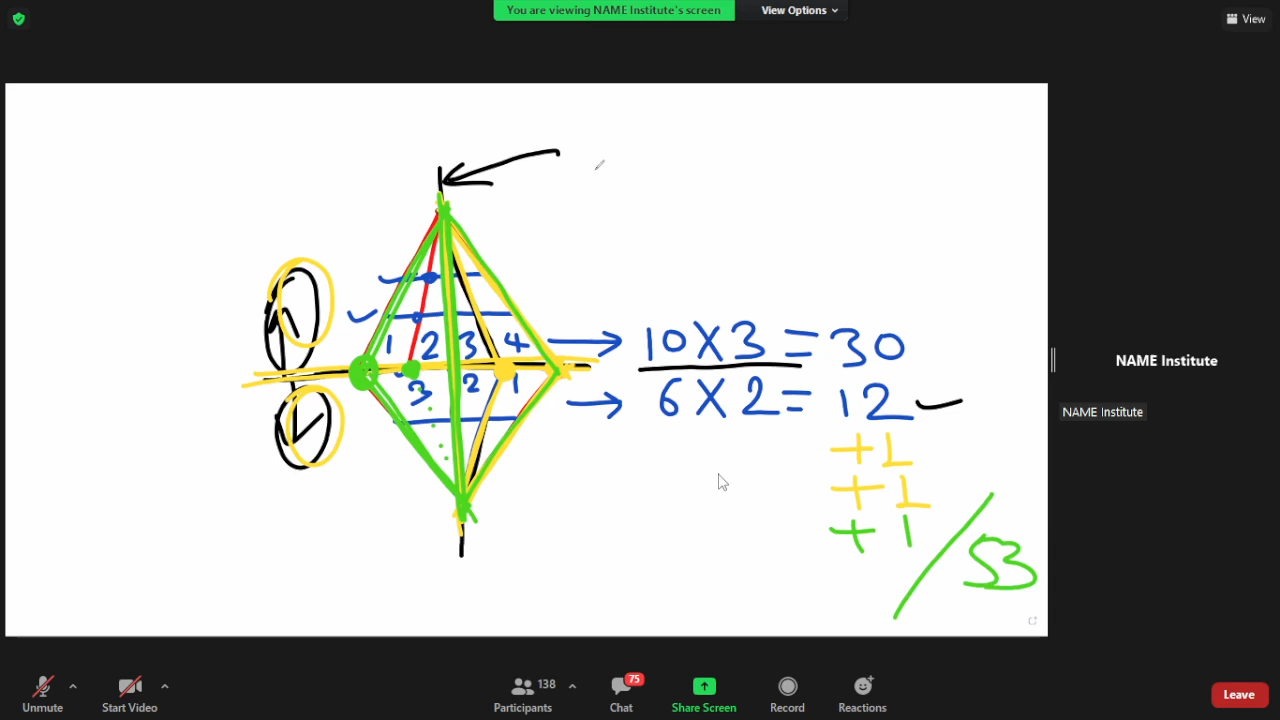 You are viewing NAME Institute's screen
View Options
View
1 2 3 4
10 X 3 = 30
3 2 1
6 X 2 = 12
+1
+1
+1
53
NAME Institute
NAME Institute
Unmute
Start Video
138
Participants
75
Chat
Share Screen
Record
Reactions
Leave